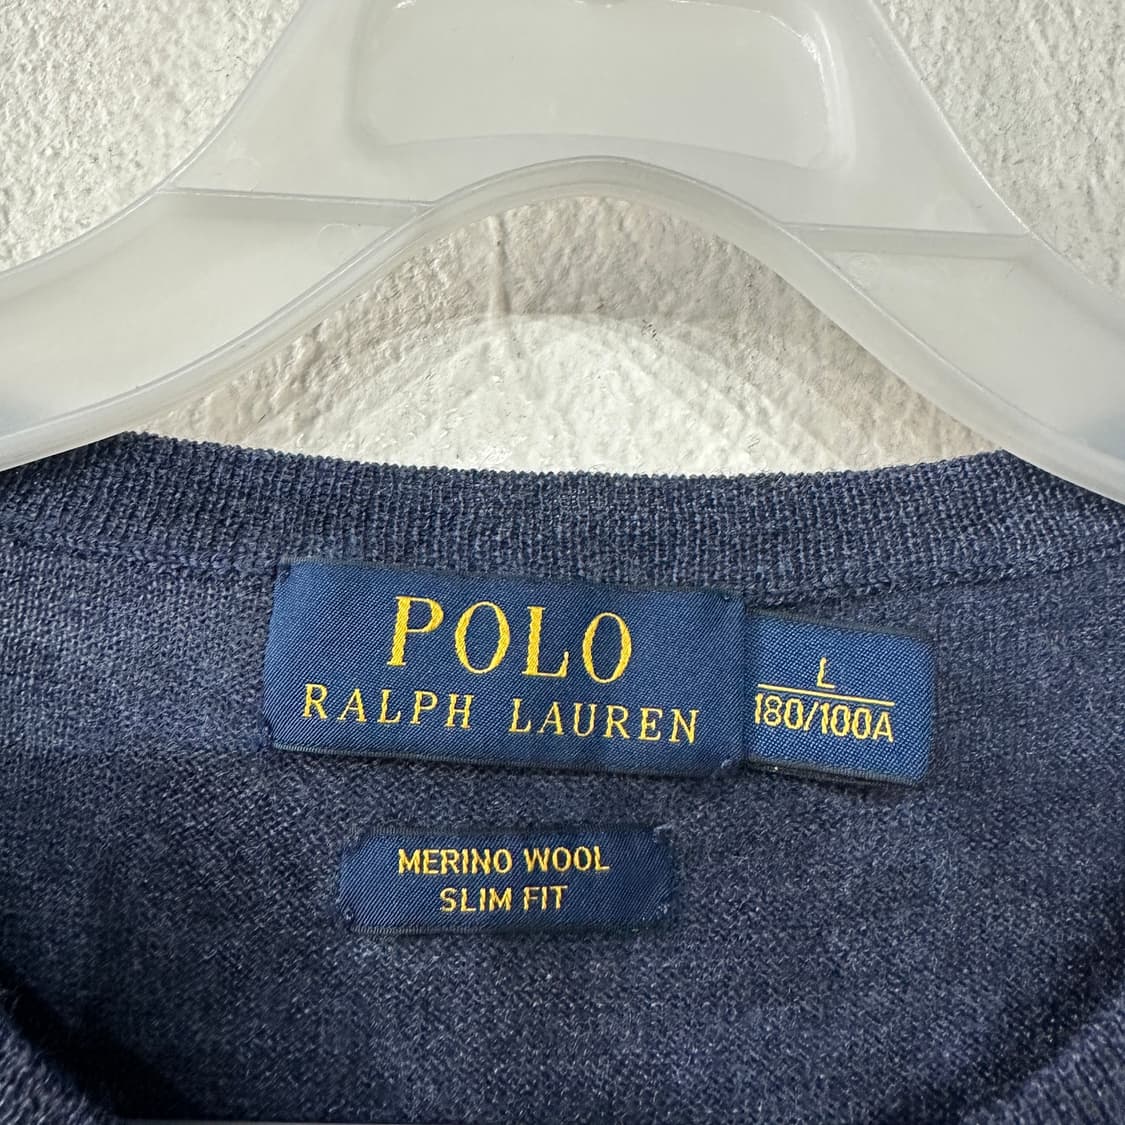 POLO
RALPH LAUREN
L
180/100A
MERINO WOOL
SLIM FIT